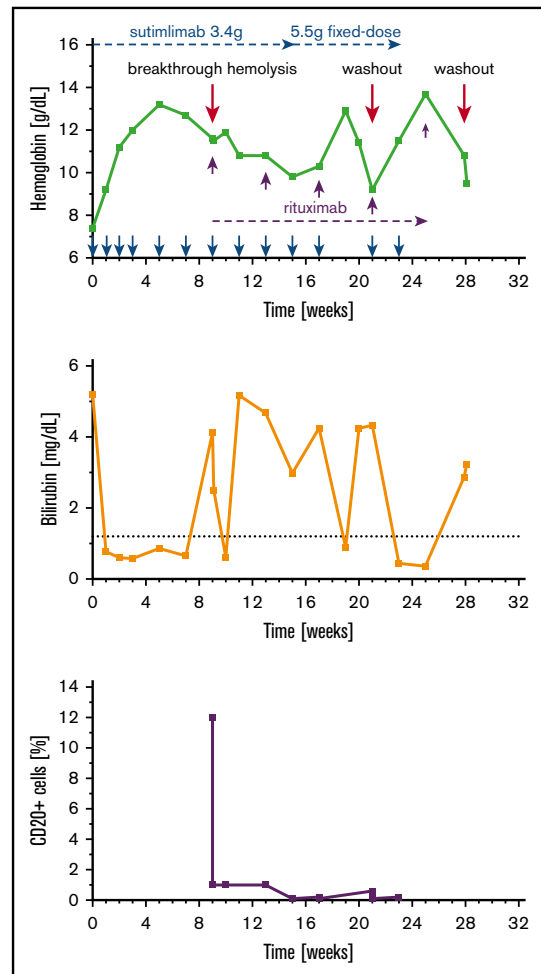 sutimlimab 3.4g 5.5g fixed-dose
16
breakthrough hemolysis washout washout
14
12
10
8
6
rituximab
Hemoglobin [g/dL]
0 4 8 12 16 20 24 28 32
Time [weeks]
6
4
2
0
Bilirubin [mg/dL]
0 4 8 12 16 20 24 28 32
Time [weeks]
14
12
10
8
6
4
2
0
CD20+ cells [%]
0 4 8 12 16 20 24 28 32
Time [weeks]